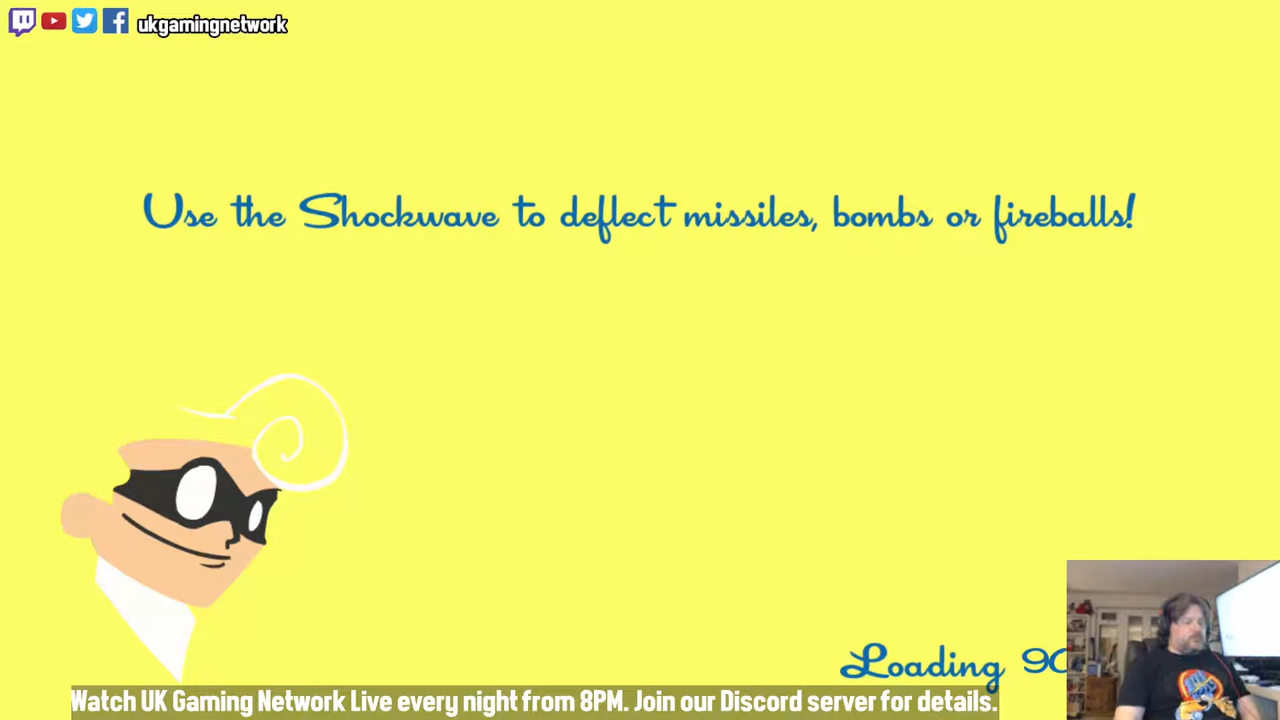 ukgamingnetwork
Use the Shockwave to deflect missiles, bombs or fireballs!
Loading 90
Watch UK Gaming Network Live every night from 8PM. Join our Discord server for details.